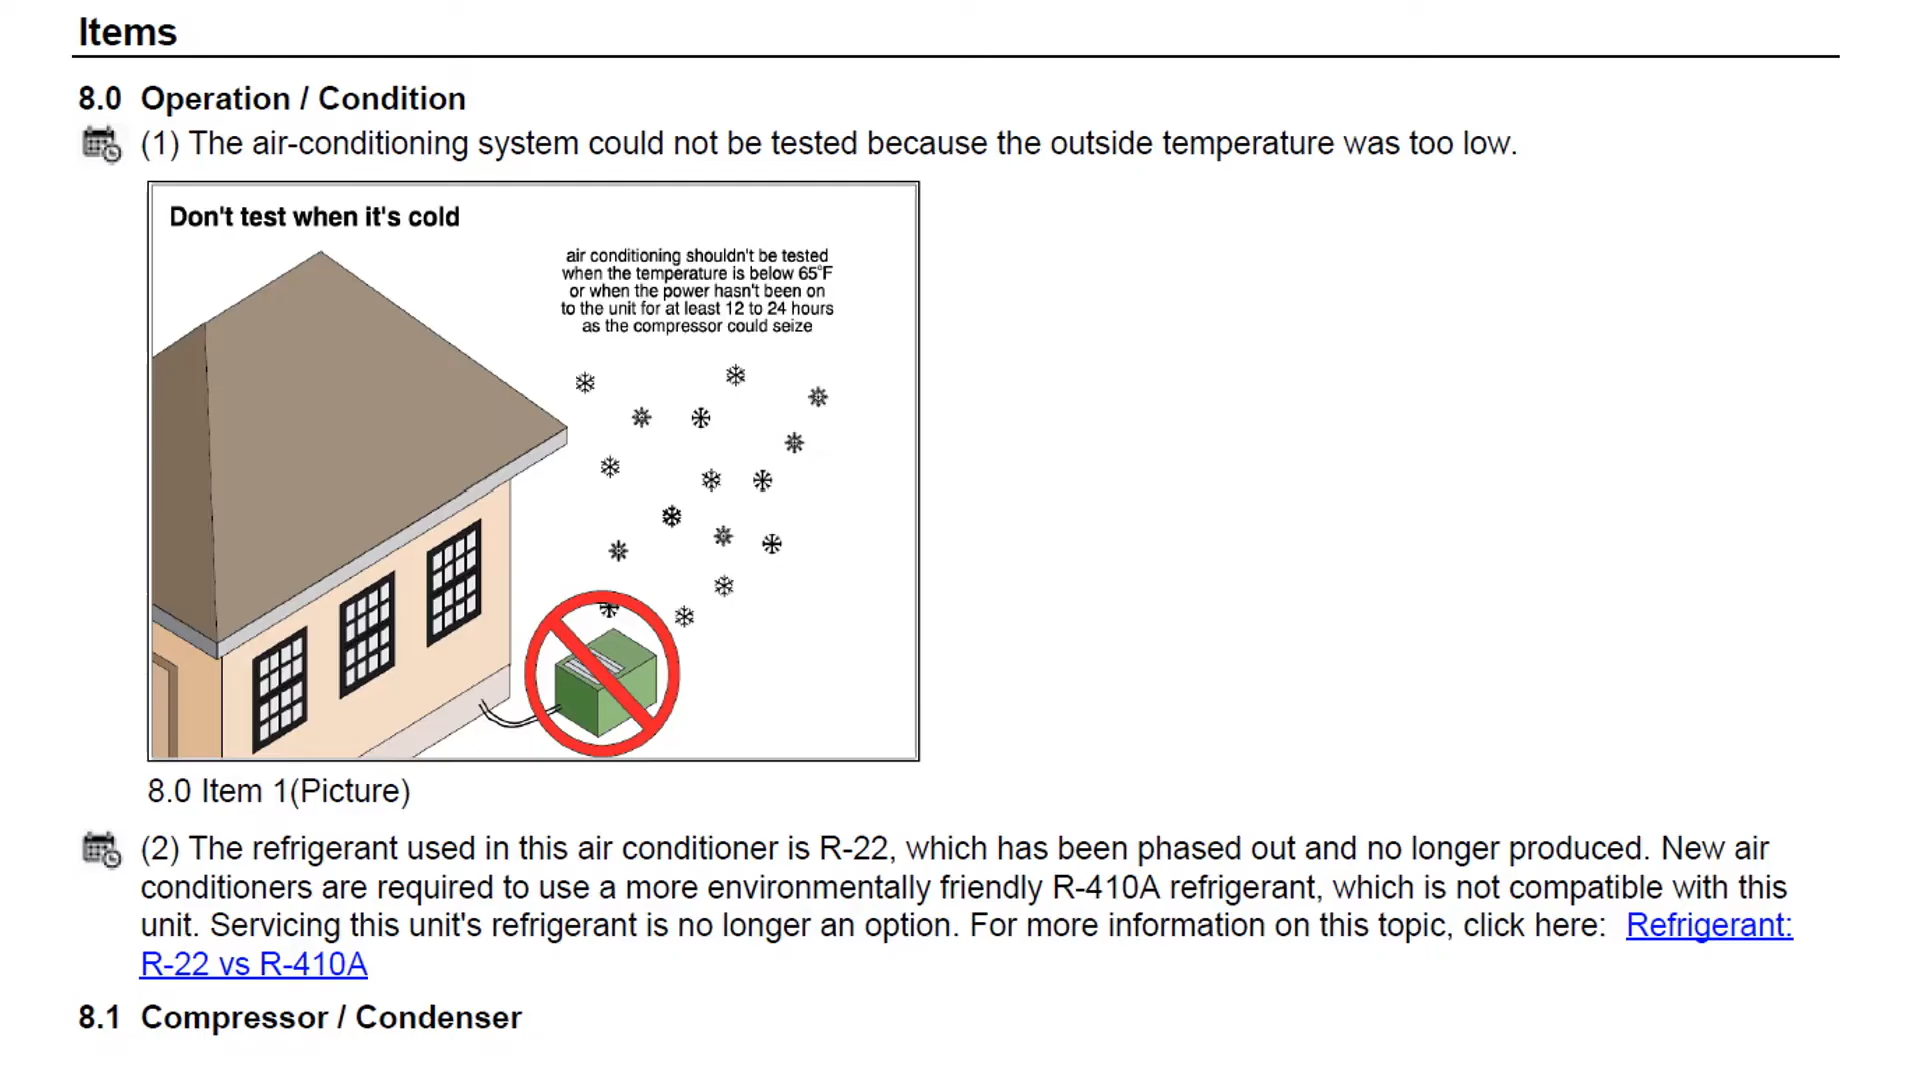 Items
8.0 Operation / Condition
(1) The air-conditioning system could not be tested because the outside temperature was too low.
Don't test when it's cold
air conditioning shouldn't be tested
when the temperature is below 65°F
or when the power hasn't been on
to the unit for at least 12 to 24 hours
as the compressor could seize
8.0 Item 1(Picture)
(2) The refrigerant used in this air conditioner is R-22, which has been phased out and no longer produced. New air
conditioners are required to use a more environmentally friendly R-410A refrigerant, which is not compatible with this
unit. Servicing this unit's refrigerant is no longer an option. For more information on this topic, click here: Refrigerant:
R-22 vs R-410A
8.1 Compressor / Condenser